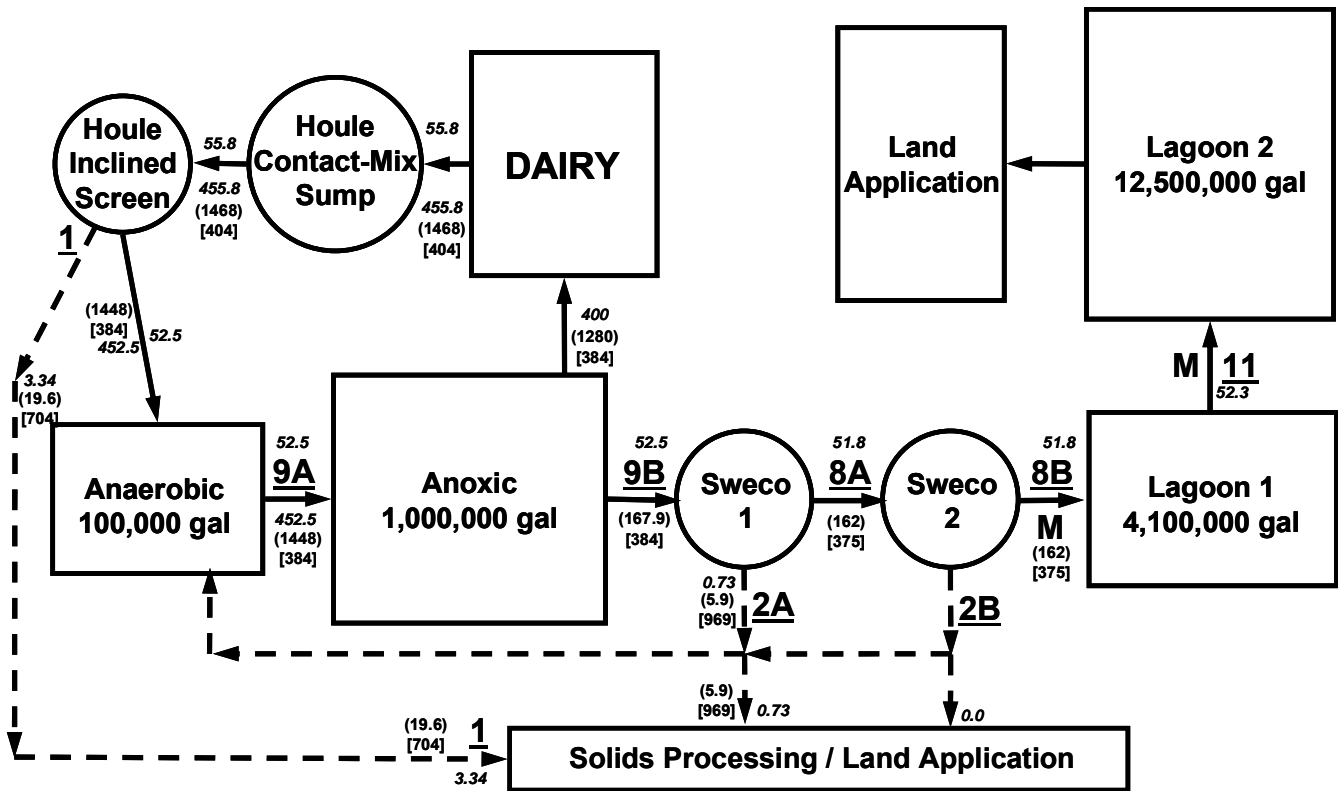 Houle
Inclined
Screen
55.8
455.8
(1468)
[404]
Houle
Contact-Mix
Sump
55.8
455.8
(1468)
[404]
DAIRY
Land
Application
Lagoon 2
12,500,000 gal
1
(1448)
[384]
452.5
52.5
3.34
(19.6)
[704]
400
(1280)
[384]
M
11
52.3
Anaerobic
100,000 gal
52.5
9A
452.5
(1448)
[384]
Anoxic
1,000,000 gal
52.5
9B
(167.9)
[384]
Sweco
1
51.8
8A
(162)
[375]
Sweco
2
51.8
8B
M
(162)
[375]
Lagoon 1
4,100,000 gal
0.73
(5.9)
[969]
2A
2B
(5.9)
[969]
0.73
0.0
(19.6)
[704]
1
3.34
Solids Processing / Land Application